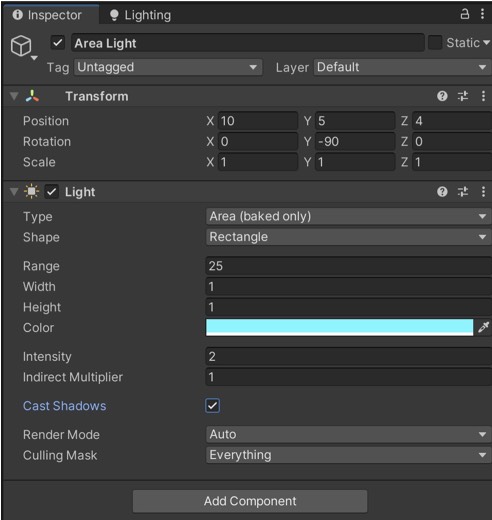 Inspector Lighting
Area Light Static
Tag Untagged Layer Default
Transform
Position X 10 Y 5 Z 4
Rotation X 0 Y -90 Z 0
Scale X 1 Y 1 Z 1
Light
Type Area (baked only)
Shape Rectangle
Range 25
Width 1
Height 1
Color
Intensity 2
Indirect Multiplier 1
Cast Shadows
Render Mode Auto
Culling Mask Everything
Add Component